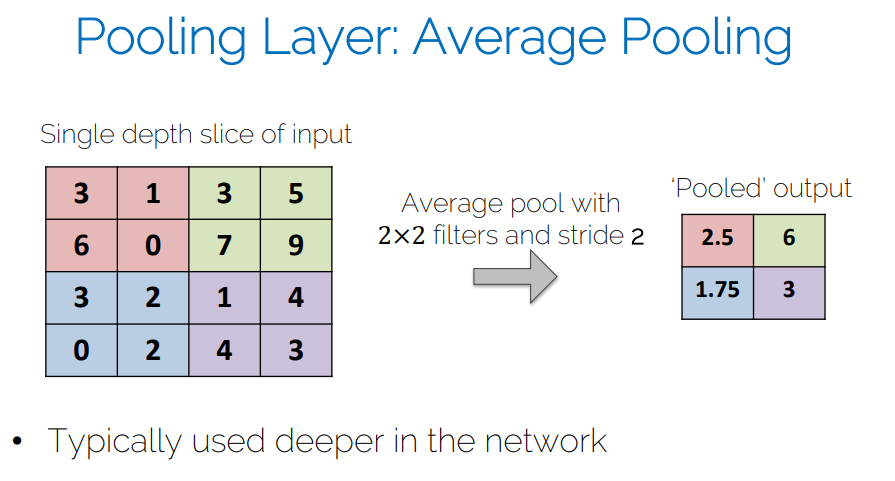 Pooling Layer: Average Pooling
Single depth slice of input
3 1 3 5
6 0 7 9
3 2 1 4
0 2 4 3
Average pool with
2×2 filters and stride 2
'Pooled' output
2.5 6
1.75 3
• Typically used deeper in the network